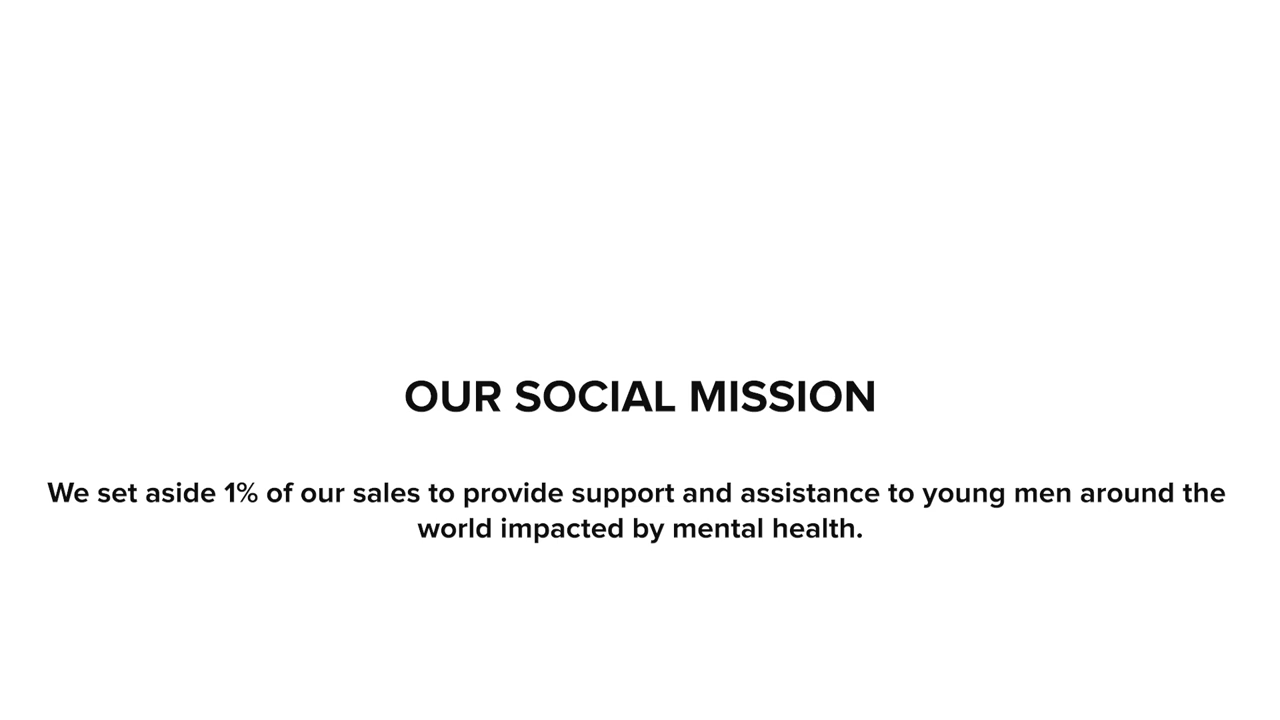 OUR SOCIAL MISSION
We set aside 1% of our sales to provide support and assistance to young men around the
world impacted by mental health.